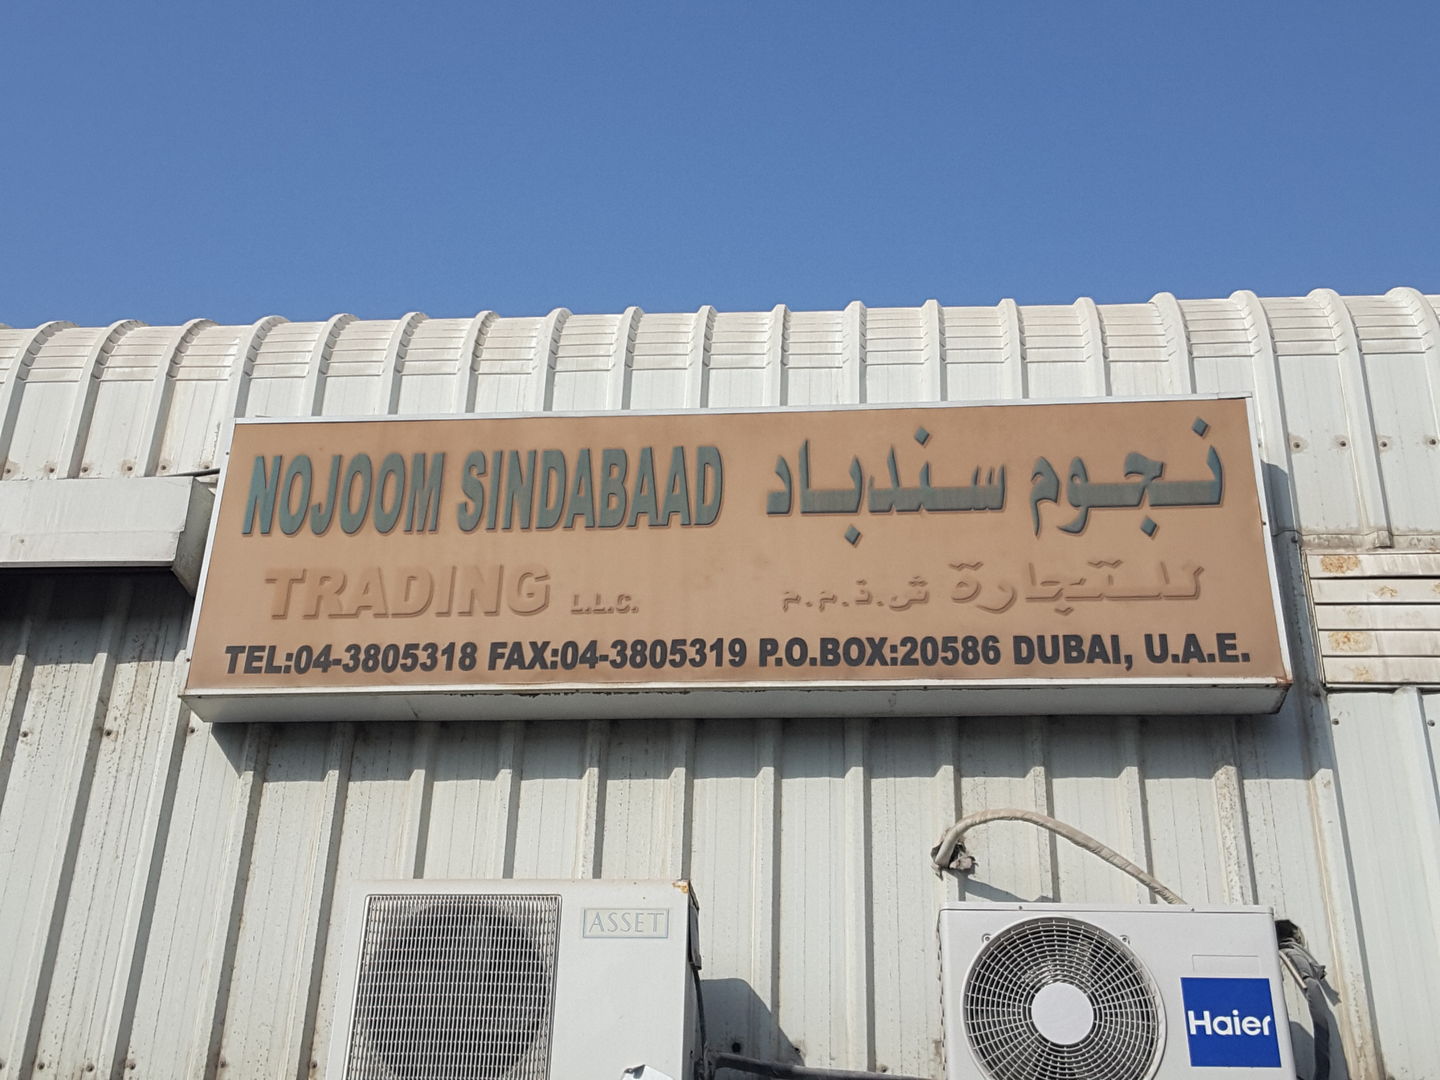 NOJOOM SINDABAAD
نجوم سندباد
TRADING L.L.C.
للتجارة ش.ذ.م.م
TEL:04-3805318 FAX:04-3805319 P.O.BOX:20586 DUBAI, U.A.E.
ASSET
Haier